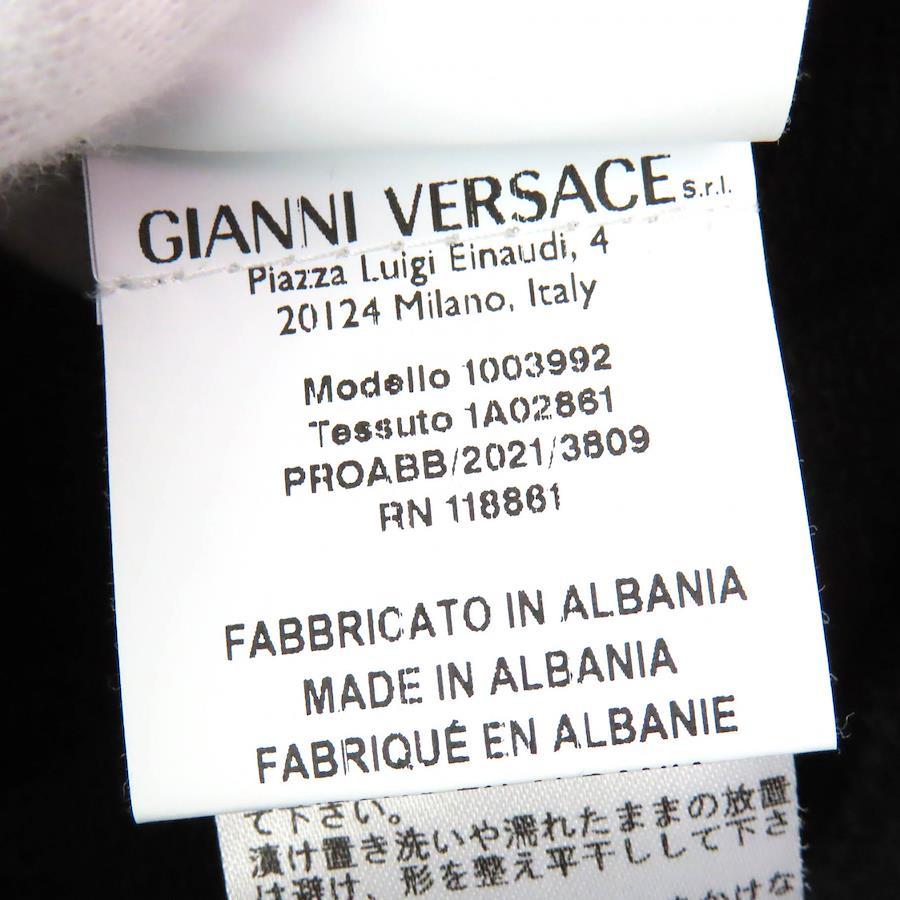 GIANNI VERSACE s.r.l.
Piazza Luigi Einaudi, 4
20124 Milano, Italy
Modello 1003992
Tessuto 1A02861
PROABB/2021/3809
RN 118861
FABBRICATO IN ALBANIA
MADE IN ALBANIA
FABRIQUÉ EN ALBANIE
て下さい。
漬け置き洗いや濡れたままの放置
は避け、形を整え平干しして下さ